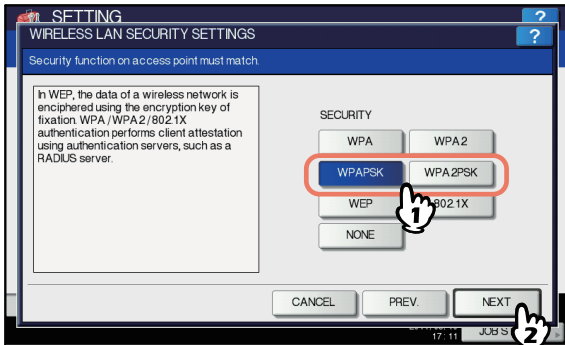 SETTING ?
WIRELESS LAN SECURITY SETTINGS ?
Security function on access point must match.
In WEP, the data of a wireless network is
enciphered using the encryption key of
fixation. WPA/WPA2/802.1X
authentication performs client attestation
using authentication servers, such as a
RADIUS server.
SECURITY
WPA WPA2
WPAPSK WPA2PSK
WEP 802.1X
1
NONE
CANCEL PREV. NEXT
17:11 JOB S
2